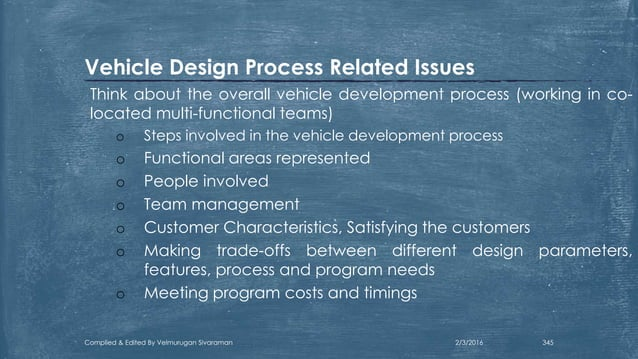 Vehicle Design Process Related Issues
Think about the overall vehicle development process (working in co-
located multi-functional teams)
o Steps involved in the vehicle development process
o Functional areas represented
o People involved
o Team management
o Customer Characteristics, Satisfying the customers
o Making trade-offs between different design parameters,
features, process and program needs
o Meeting program costs and timings
Complied & Edited By Velmurugan Sivaraman 2/3/2016 345